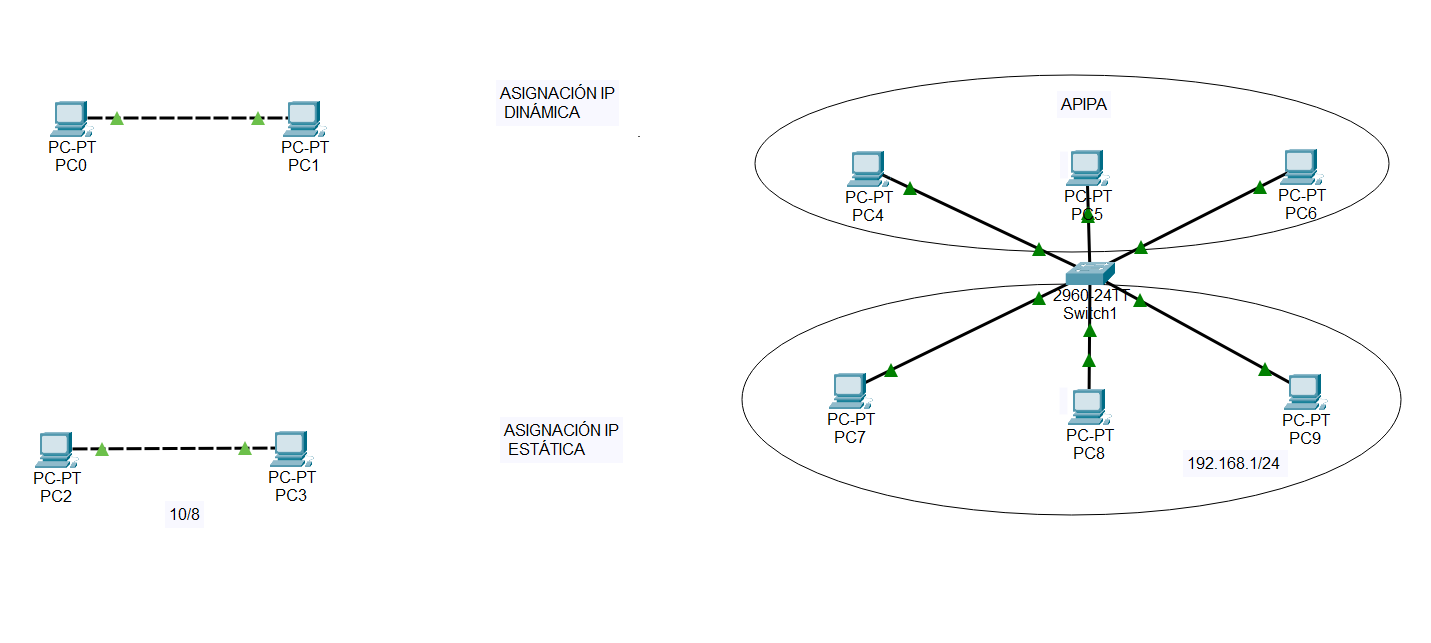 PC-PT
PC0
PC-PT
PC1
ASIGNACIÓN IP
DINÁMICA
APIPA
PC-PT
PC4
PC-PT
PC5
PC-PT
PC6
2960-24TT
Switch1
PC-PT
PC2
PC-PT
PC3
10/8
ASIGNACIÓN IP
ESTÁTICA
PC-PT
PC7
PC-PT
PC8
PC-PT
PC9
192.168.1/24